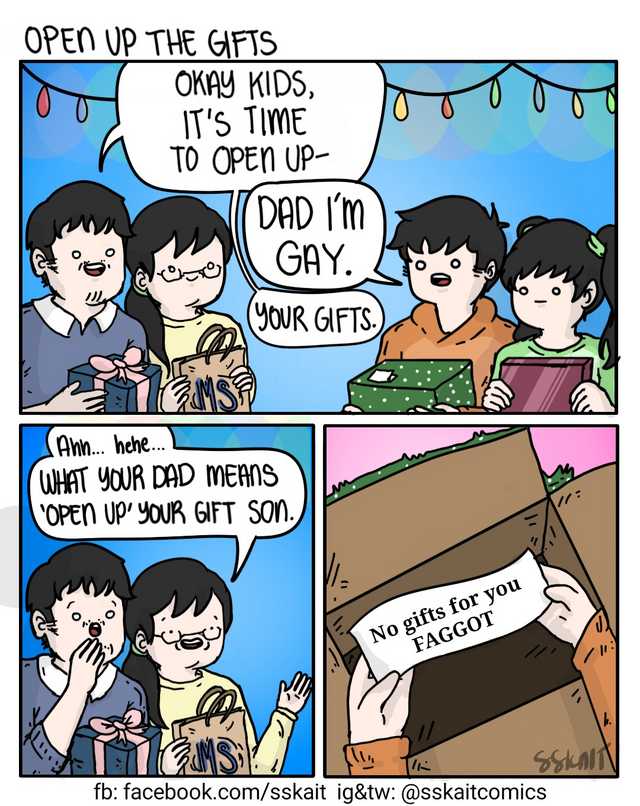 OPEN UP THE GIFTS
OKAY KIDS,
IT'S TIME
TO OPEN UP-
DAD I'M
GAY.
YOUR GIFTS.
MS
Ahh... hehe...
WHAT YOUR DAD MEANS
'OPEN UP' YOUR GIFT SON.
MS
No gifts for you
FAGGOT
SSKAIT
fb: facebook.com/sskait ig&tw: @sskaitcomics